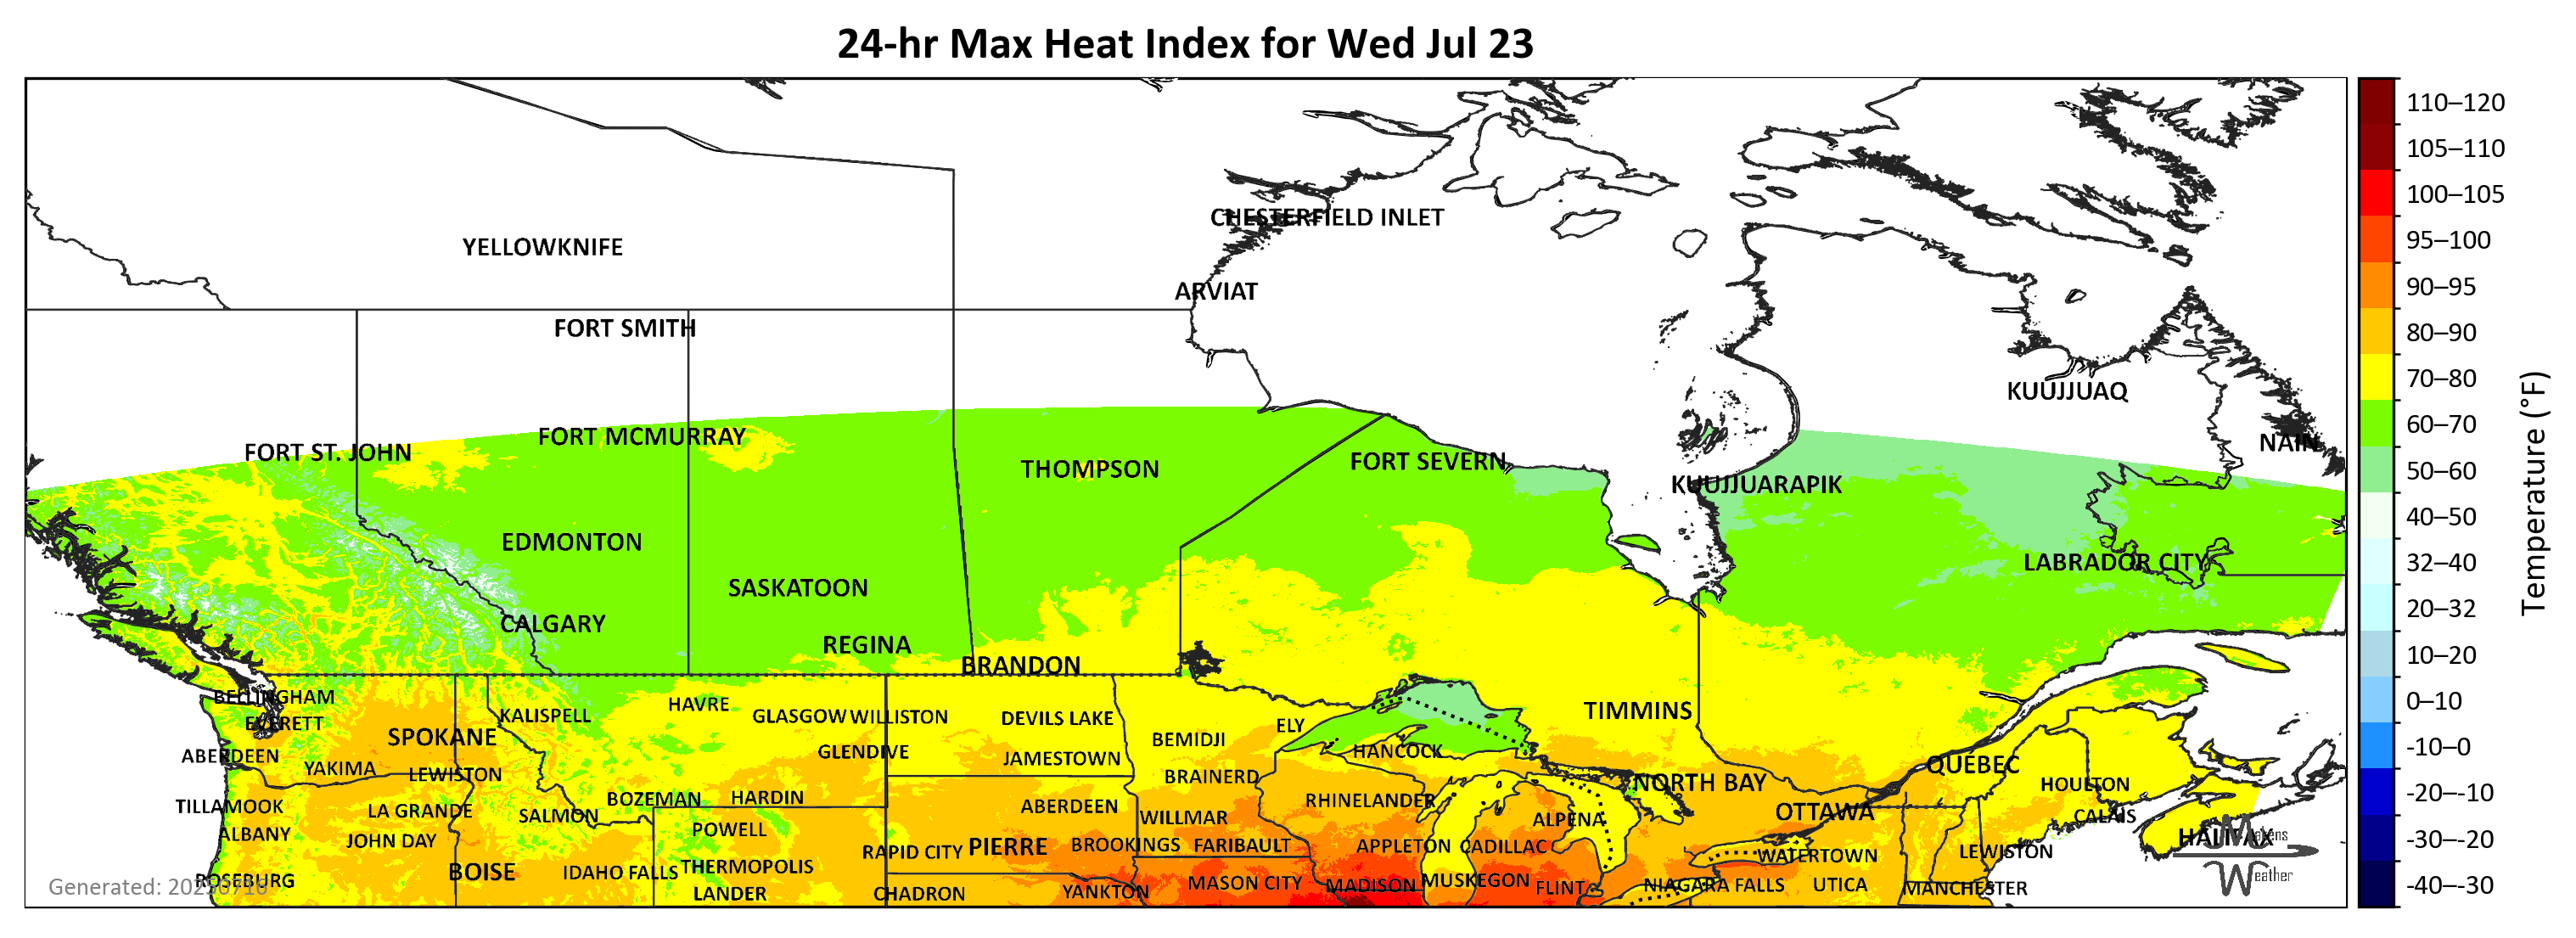 24-hr Max Heat Index for Wed Jul 23
CHESTERFIELD INLET
YELLOWKNIFE
ARVIAT
FORT SMITH
KUUJJUAQ
FORT MCMURRAY
NAIN
FORT ST. JOHN
FORT SEVERN
THOMPSON
KUUJJUARAPIK
EDMONTON
LABRADOR CITY
SASKATOON
CALGARY
REGINA
BRANDON
BELLINGHAM
HAVRE
TIMMINS
KALISPELL
GLASGOW
WILLISTON
DEVILS LAKE
EVERETT
ELY
SPOKANE
BEMIDJI
GLENDIVE
HANCOCK
ABERDEEN
JAMESTOWN
QUÉBEC
YAKIMA
LEWISTON
BRAINERD
NORTH BAY
HOULTON
BOZEMAN
HARDIN
RHINELANDER
TILLAMOOK
LA GRANDE
ABERDEEN
OTTAWA
SALMON
WILLMAR
ALPENA
CALAIS
POWELL
ALBANY
HALIFAX
JOHN DAY
PIERRE
BROOKINGS
FARIBAULT
APPLETON
CADILLAC
RAPID CITY
WATERTOWN
LEWISTON
BOISE
IDAHO FALLS
THERMOPOLIS
ROSEBURG
MASON CITY
MADISON
MUSKEGON
FLINT
NIAGARA FALLS
UTICA
MANCHESTER
LANDER
CHADRON
YANKTON
Generated: 20250716
Makens
Weather
110–120
105–110
100–105
95–100
90–95
80–90
70–80
60–70
50–60
40–50
32–40
20–32
10–20
0–10
-10–0
-20–-10
-30–-20
-40–-30
Temperature (°F)